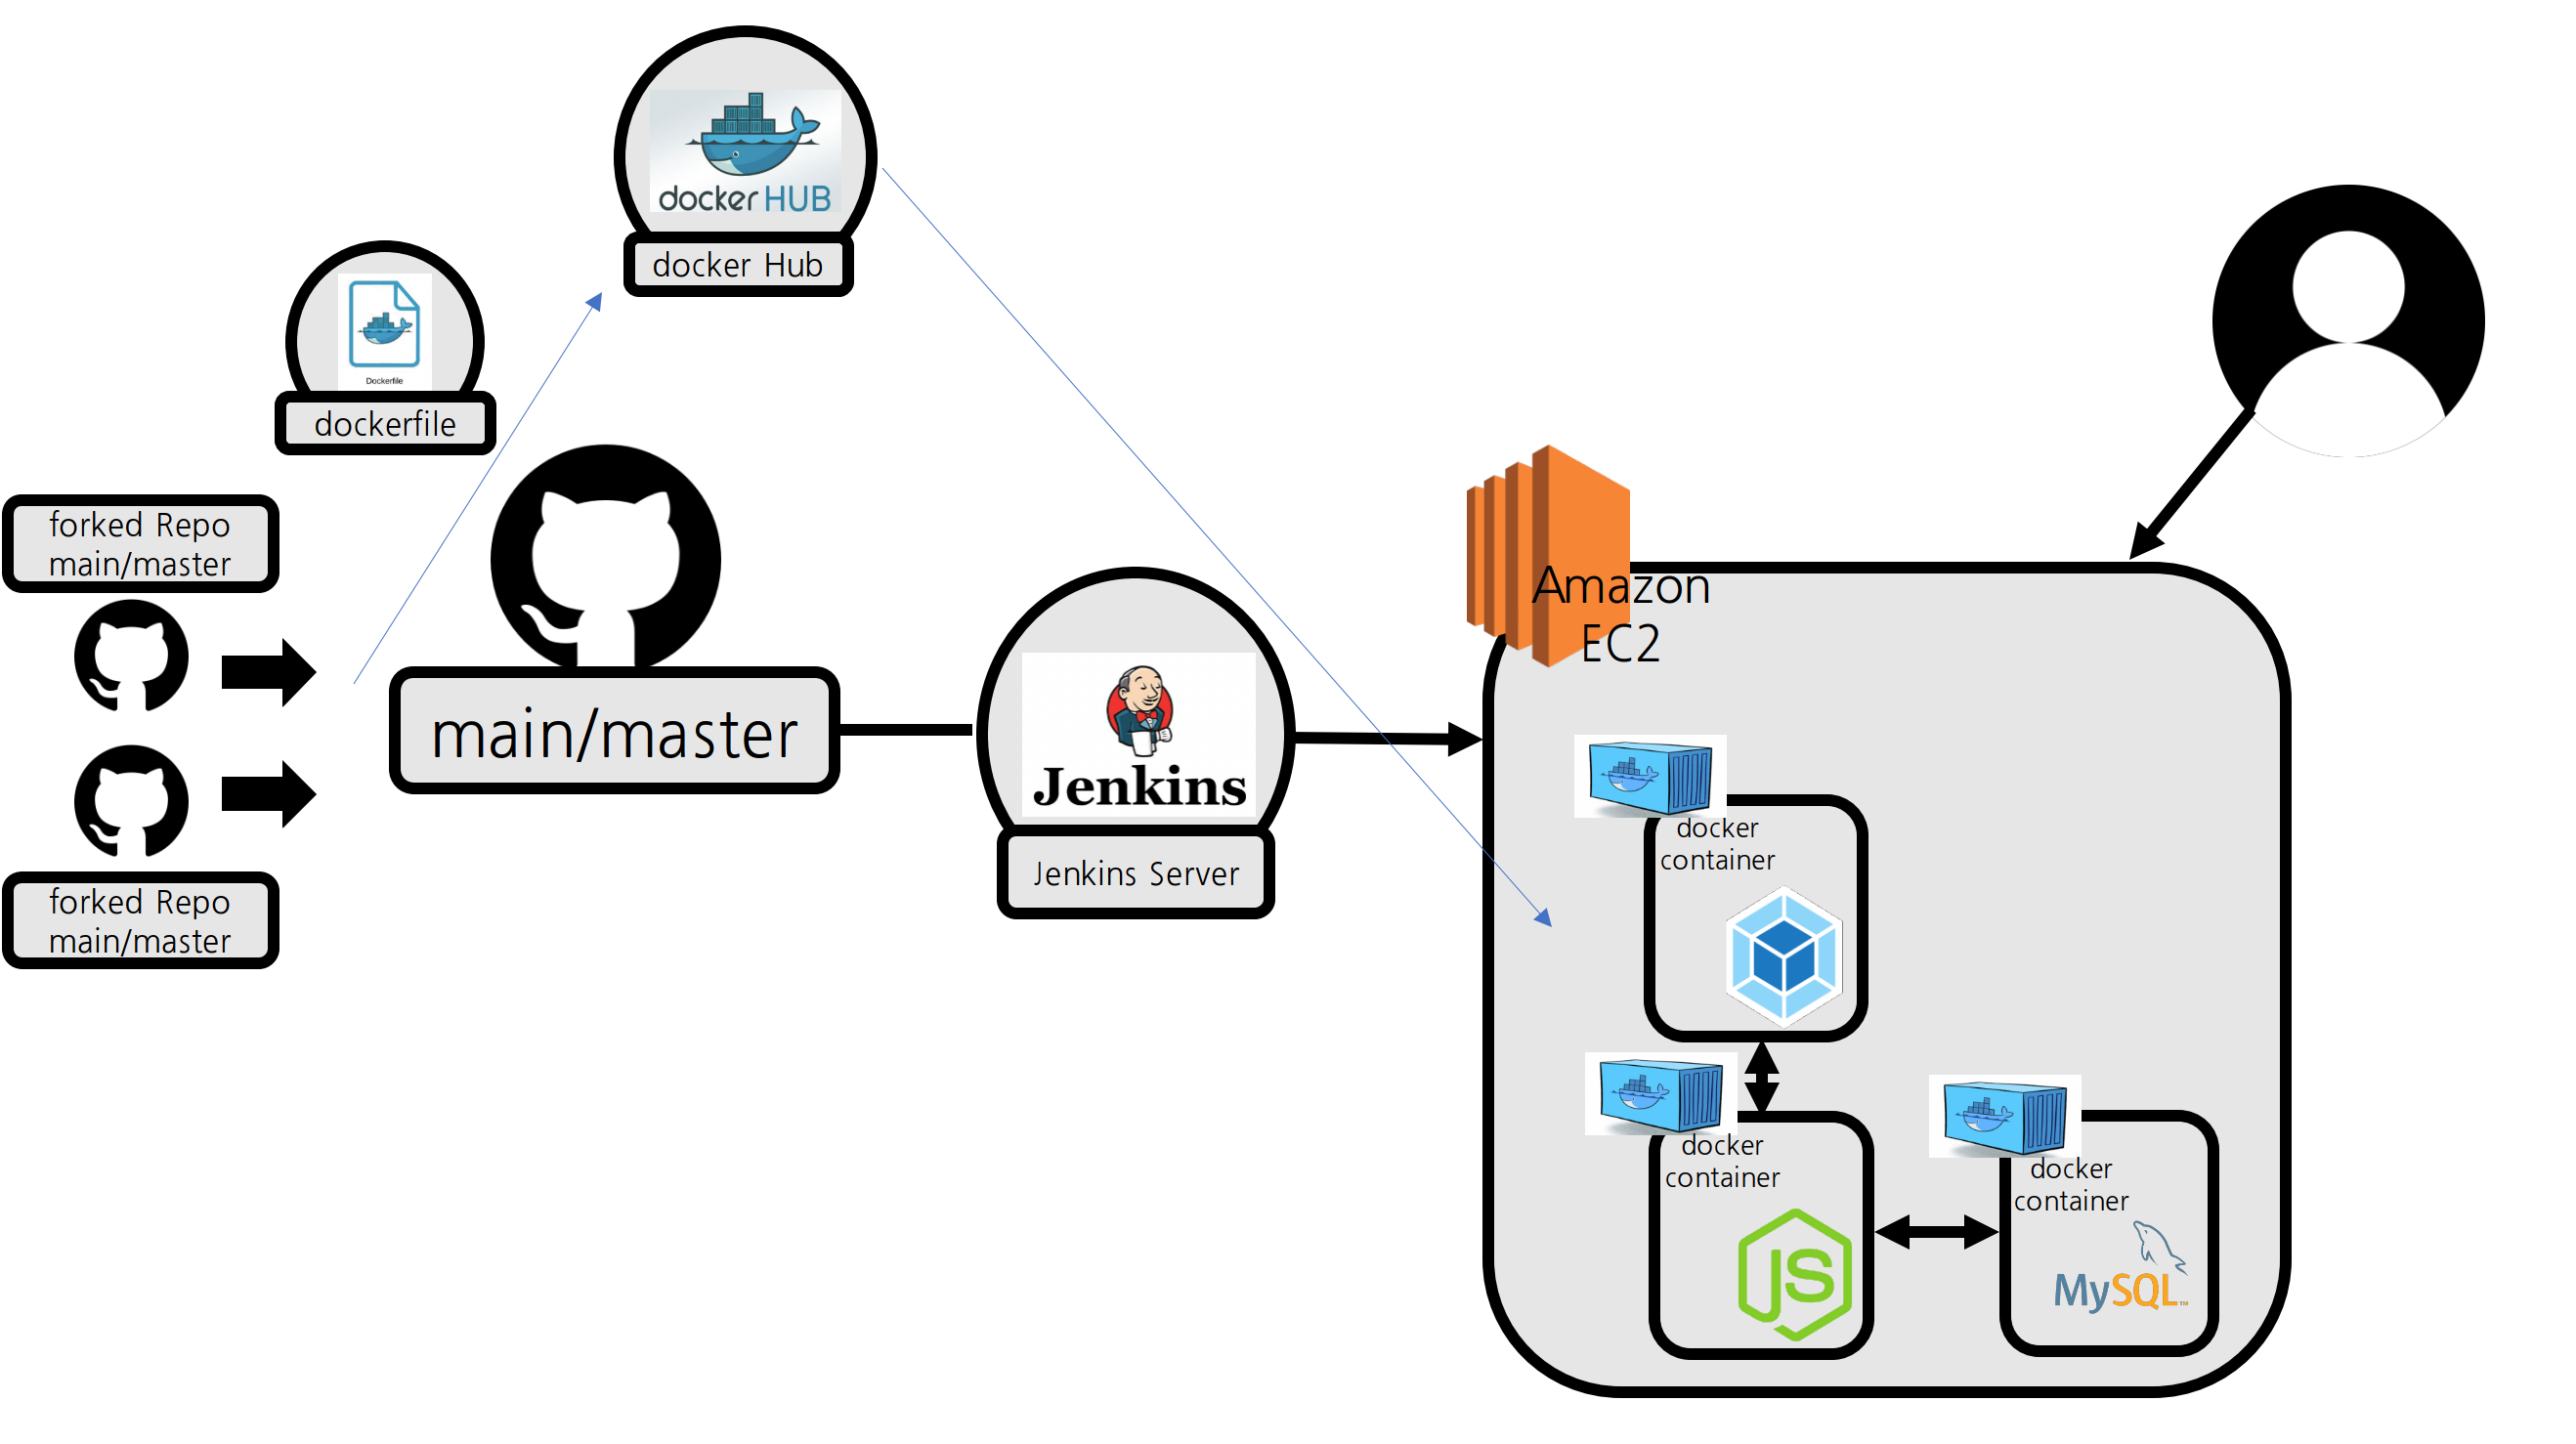 docker HUB
docker Hub
Dockerfile
dockerfile
forked Repo
main/master
main/master
forked Repo
main/master
Jenkins
Jenkins Server
Amazon
EC2
docker
container
docker
container
JS
docker
container
MySQL™